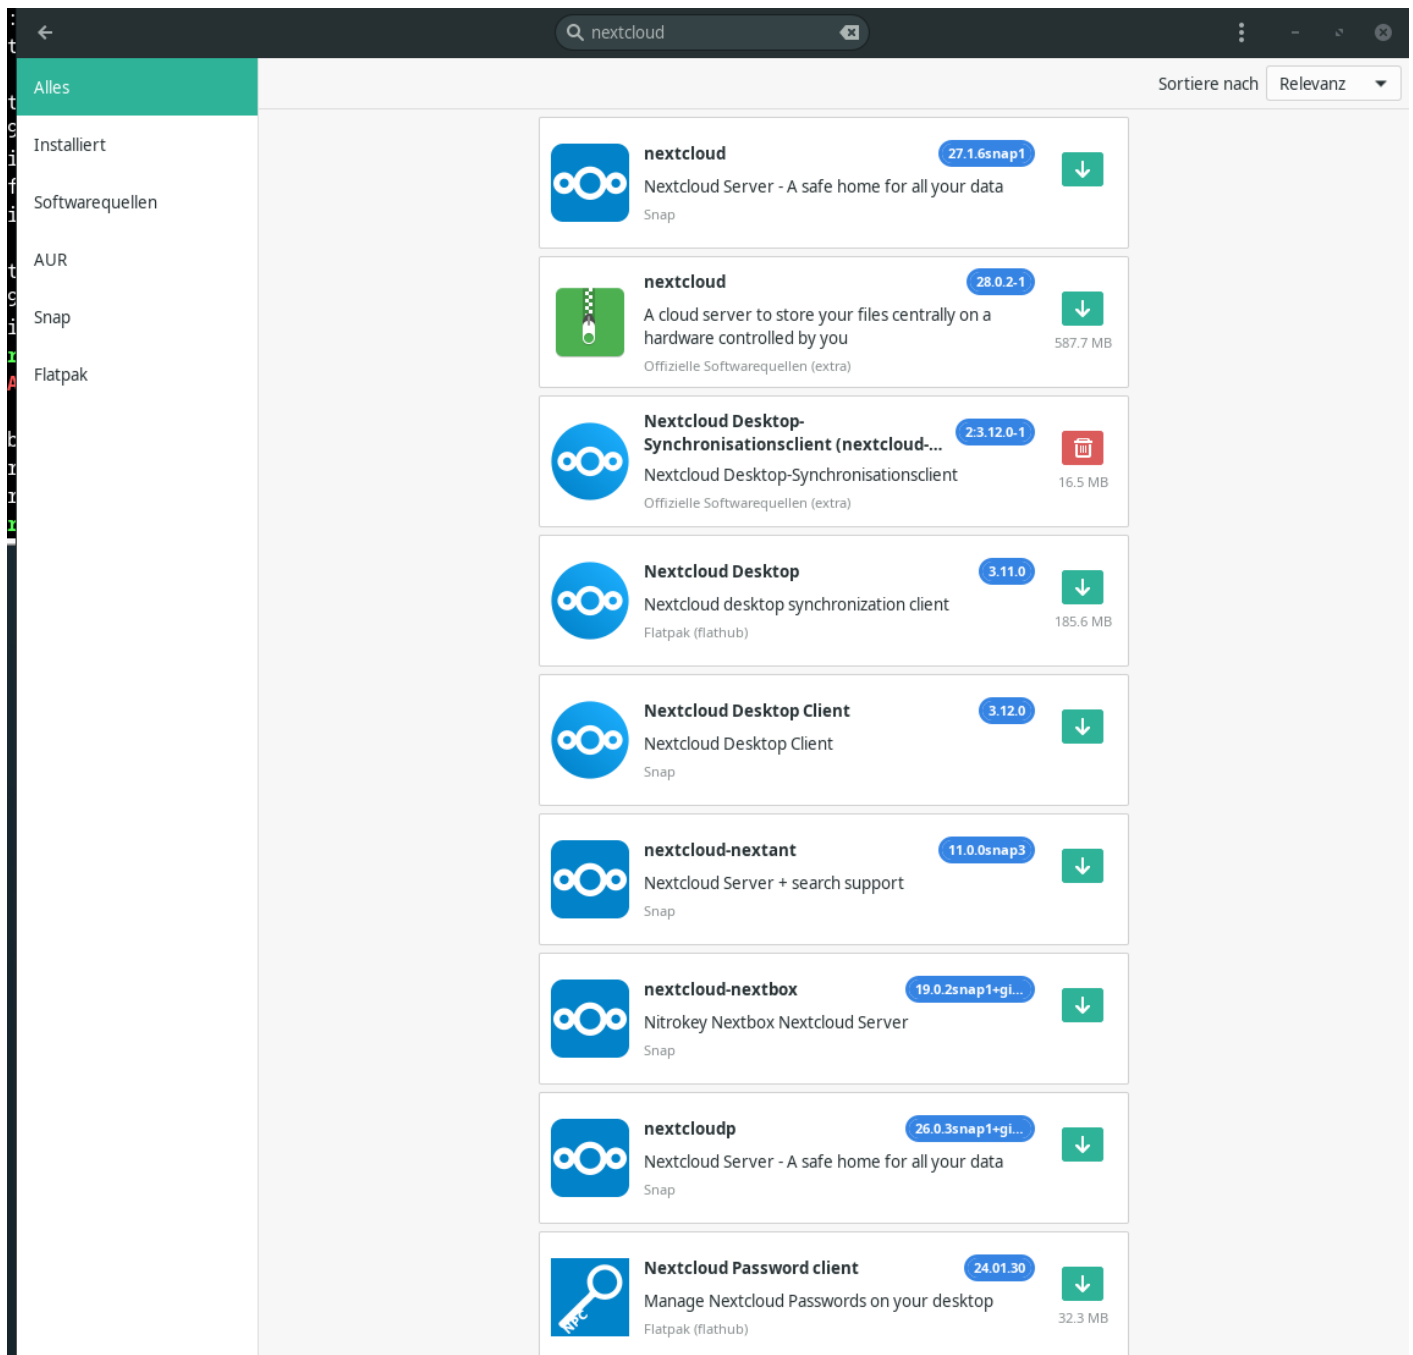 nextcloud
Alles
Installiert
Softwarequellen
AUR
Snap
Flatpak
Sortiere nach Relevanz
nextcloud 27.1.6snap1
Nextcloud Server - A safe home for all your data
Snap
nextcloud 28.0.2-1
A cloud server to store your files centrally on a
hardware controlled by you
587.7 MB
Offizielle Softwarequellen (extra)
Nextcloud Desktop-
Synchronisationsclient (nextcloud-...
2:3.12.0-1
Nextcloud Desktop-Synchronisationsclient
16.5 MB
Offizielle Softwarequellen (extra)
Nextcloud Desktop 3.11.0
Nextcloud desktop synchronization client
185.6 MB
Flatpak (flathub)
Nextcloud Desktop Client 3.12.0
Nextcloud Desktop Client
Snap
nextcloud-nextant 11.0.0snap3
Nextcloud Server + search support
Snap
nextcloud-nextbox 19.0.2snap1+gi...
Nitrokey Nextbox Nextcloud Server
Snap
nextcloudp 26.0.3snap1+gi...
Nextcloud Server - A safe home for all your data
Snap
Nextcloud Password client 24.01.30
Manage Nextcloud Passwords on your desktop
32.3 MB
NPC
Flatpak (flathub)